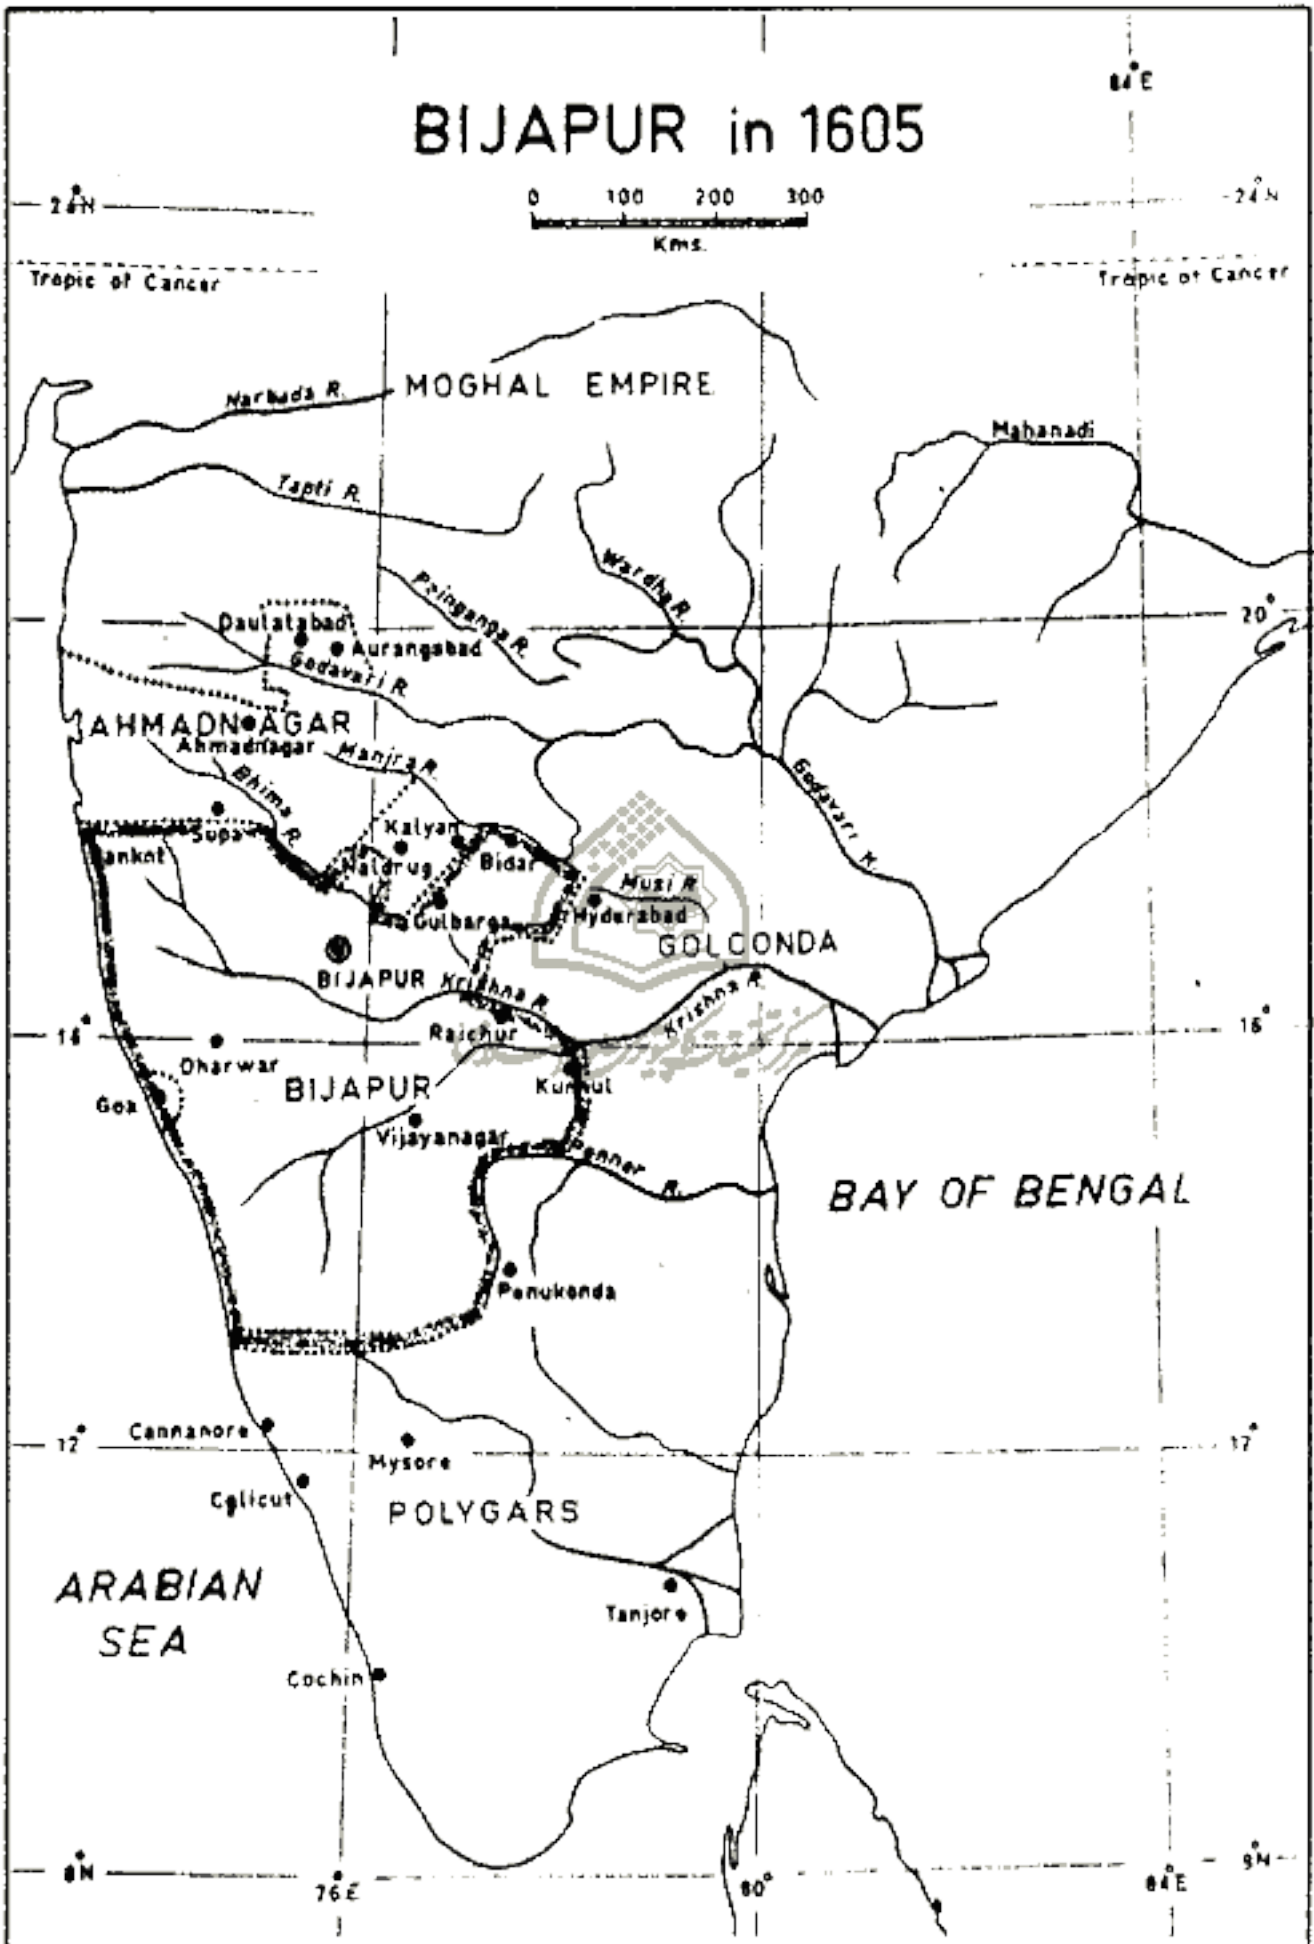 84°E
BIJAPUR in 1605
0 100 200 300
Kms.
24°N
-24°N
Tropic of Cancer
Tropic of Cancer
Narbada R.
MOGHAL EMPIRE
Mahanadi
Tapti R.
Wardha R.
Painganga R.
20°
Daulatabad
Aurangabad
Godavari R.
AHMADNAGAR
Ahmadnagar
Manjra R.
Bhima R.
Godavari R.
Supa
Kalyan
Bankot
Naldrug
Bidar
Musi R
Gulbarga
Hyderabad
GOLCONDA
BIJAPUR
Krishna R.
Krishna R.
Raichur
16°
16°
Dharwar
BIJAPUR
Kurnul
Goa
Vijayanagar
Penner R.
BAY OF BENGAL
Penukonda
Cannanore
12°
Mysore
Calicut
POLYGARS
ARABIAN
SEA
Tanjore
Cochin
8°N
76°E
80°
84°E